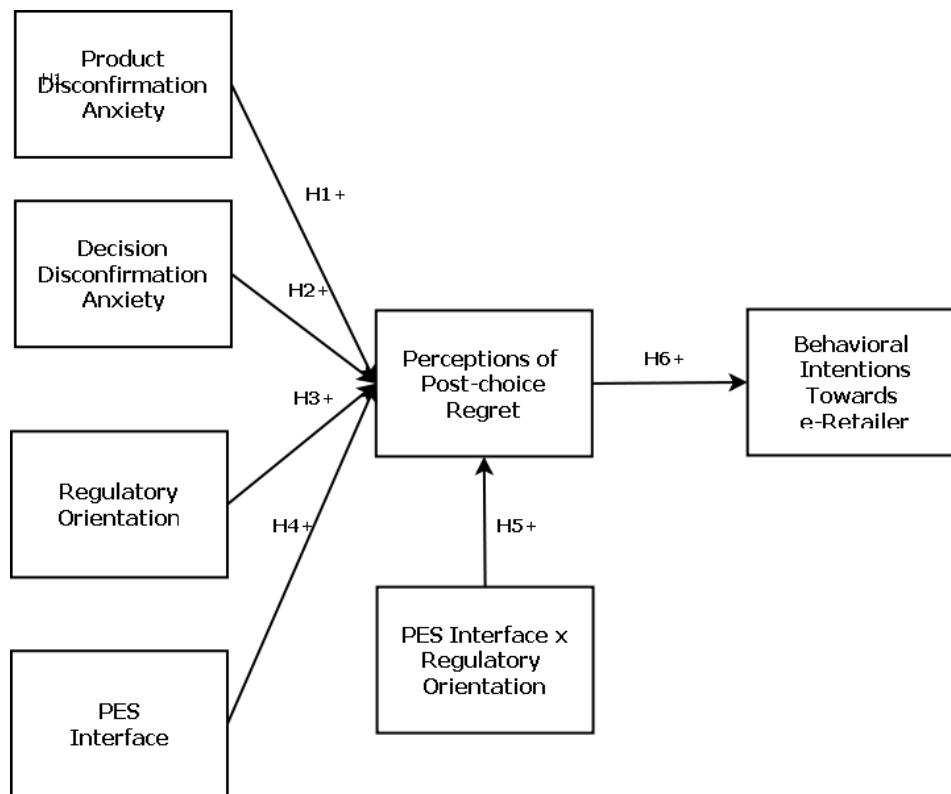 Product
H1
Disconfirmation
Anxiety
H1+
Decision
Disconfirmation
Anxiety
H2+
Perceptions of
Post-choice
Regret
H6+
Behavioral
Intentions
Towards
e-Retailer
H3+
Regulatory
Orientation
H4+
H5+
PES Interface x
Regulatory
Orientation
PES
Interface